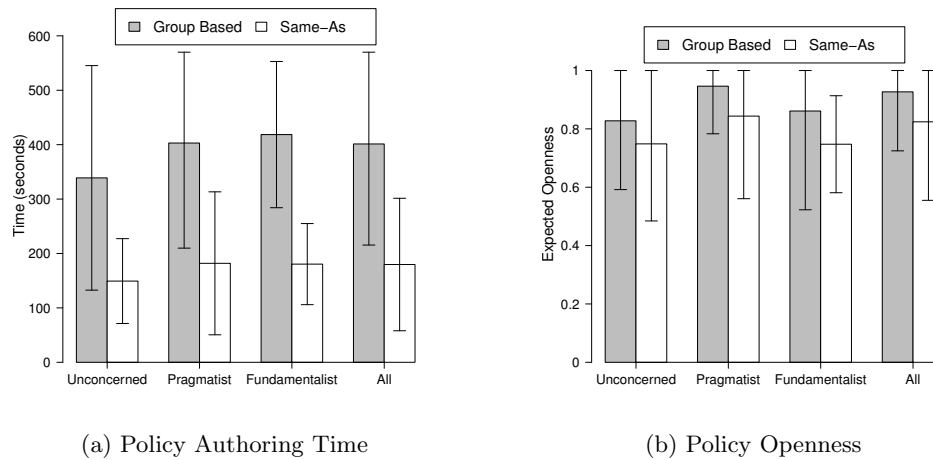 Group Based Same−As
Time (seconds)
600
500
400
300
200
100
0
Unconcerned Pragmatist Fundamentalist All
(a) Policy Authoring Time
Group Based Same−As
Expected Openness
1
0.8
0.6
0.4
0.2
0
Unconcerned Pragmatist Fundamentalist All
(b) Policy Openness